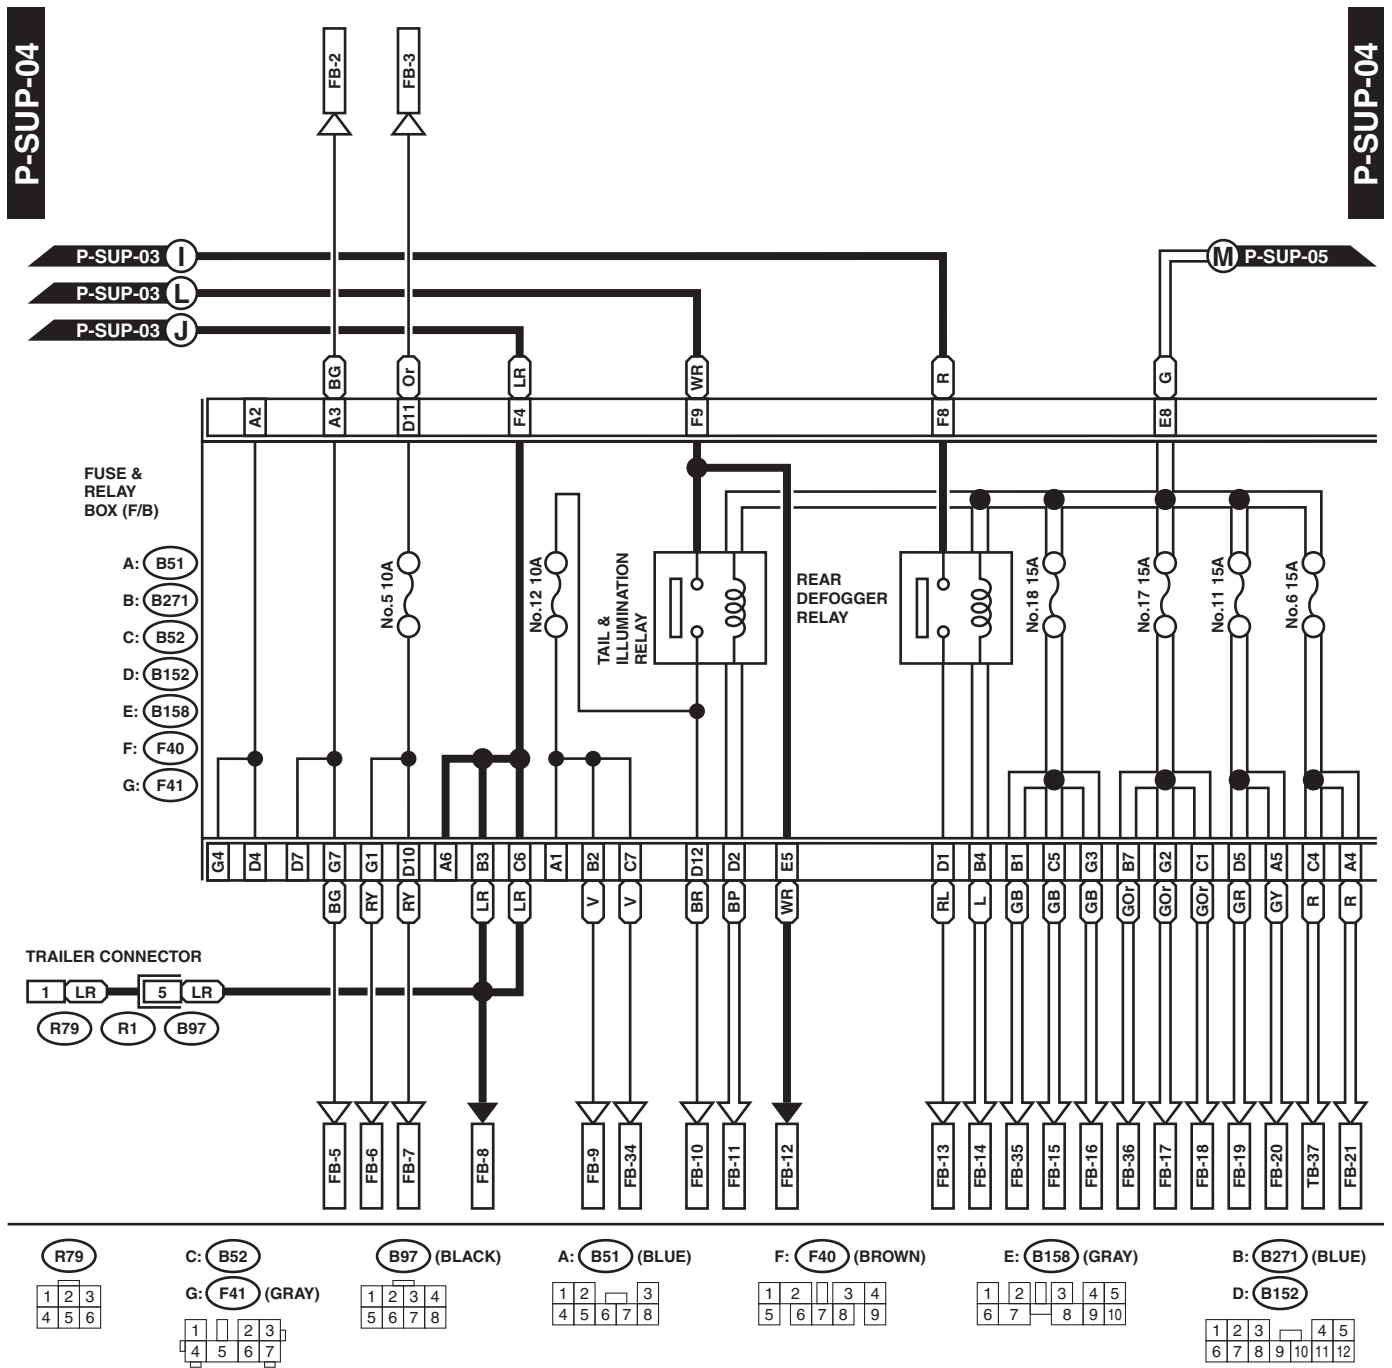 P-SUP-04
P-SUP-04
FB-2
FB-3
P-SUP-03 I
M P-SUP-05
P-SUP-03 L
P-SUP-03 J
BG
Or
LR
WR
R
G
A2
A3
D11
F4
F9
F8
E8
FUSE &
RELAY
BOX (F/B)
A: B51
B: B271
C: B52
D: B152
E: B158
F: F40
G: F41
No.5 10A
No.12 10A
TAIL &
ILLUMINATION
RELAY
REAR
DEFOGGER
RELAY
No.18 15A
No.17 15A
No.11 15A
No.6 15A
G4
D4
D7
G7
G1
D10
A6
B3
C6
A1
B2
C7
D12
D2
E5
D1
B4
B1
C5
G3
B7
G2
C1
D5
A5
C4
A4
BG
RY
RY
LR
LR
V
V
BR
BP
WR
RL
L
GB
GB
GB
GOr
GOr
GOr
GR
GY
R
R
TRAILER CONNECTOR
1 LR 5 LR
R79 R1 B97
FB-5
FB-6
FB-7
FB-8
FB-9
FB-34
FB-10
FB-11
FB-12
FB-13
FB-14
FB-35
FB-15
FB-16
FB-36
FB-17
FB-18
FB-19
FB-20
TB-37
FB-21
R79
1 2 3
4 5 6
C: B52
G: F41 (GRAY)
1 2 3
4 5 6 7
B97 (BLACK)
1 2 3 4
5 6 7 8
A: B51 (BLUE)
1 2 3
4 5 6 7 8
F: F40 (BROWN)
1 2 3 4
5 6 7 8 9
E: B158 (GRAY)
1 2 3 4 5
6 7 8 9 10
B: B271 (BLUE)
D: B152
1 2 3 4 5
6 7 8 9 10 11 12